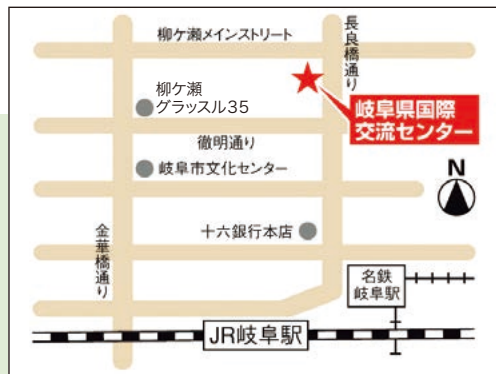 柳ケ瀬メインストリート
長良橋通り
柳ケ瀬
グラッスル35
岐阜県国際
交流センター
徹明通り
岐阜市文化センター
N
金華橋通り
十六銀行本店
名鉄
岐阜駅
JR岐阜駅